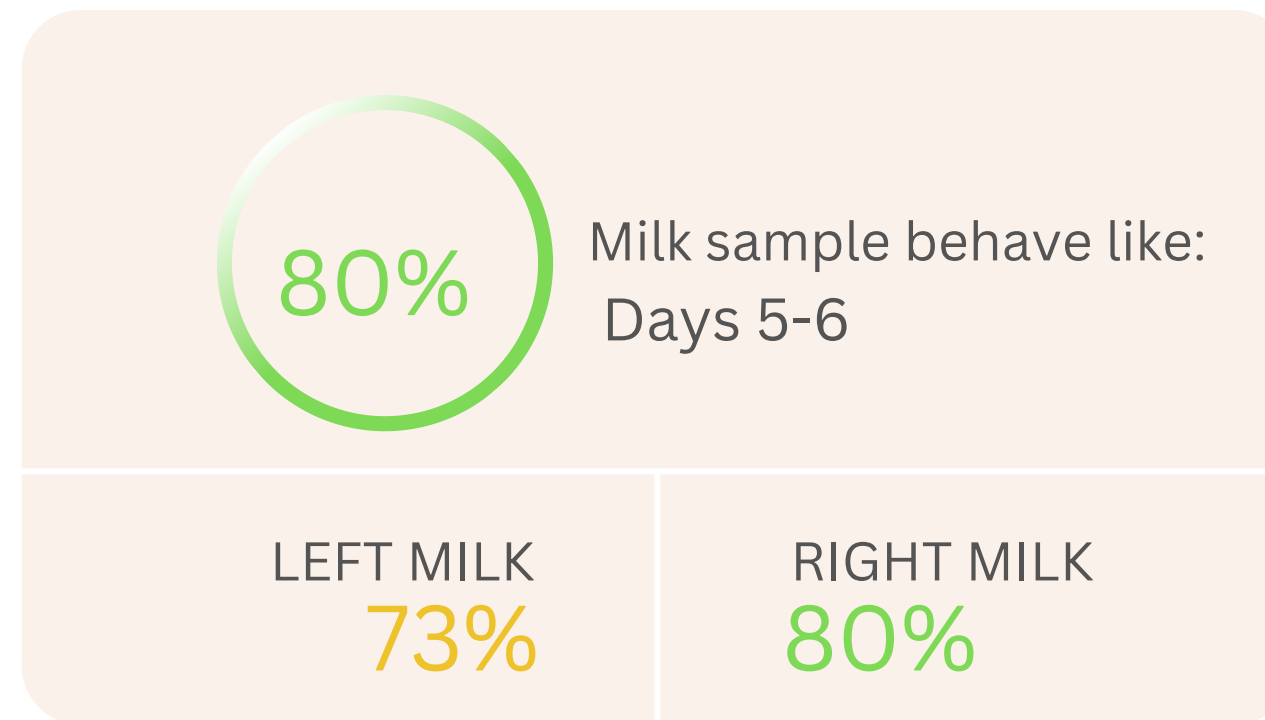 80%
Milk sample behave like:
Days 5-6
LEFT MILK
73%
RIGHT MILK
80%